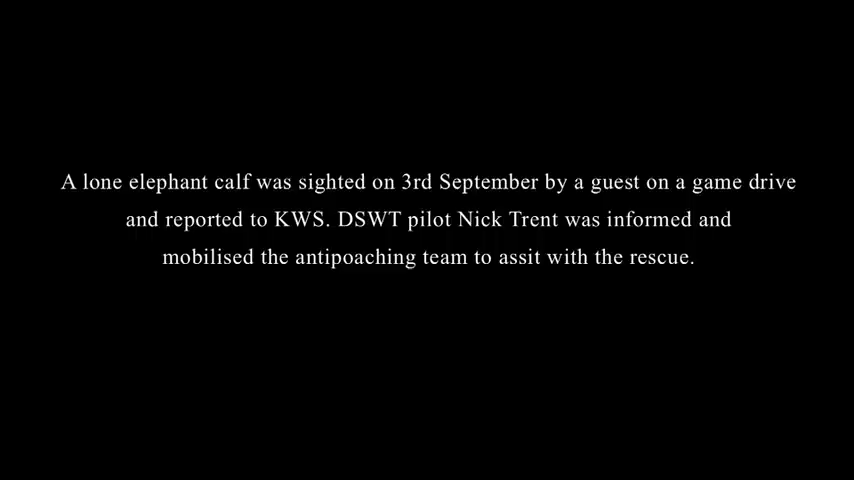 A lone elephant calf was sighted on 3rd September by a guest on a game drive
and reported to KWS. DSWT pilot Nick Trent was informed and
mobilised the antipoaching team to assit with the rescue.